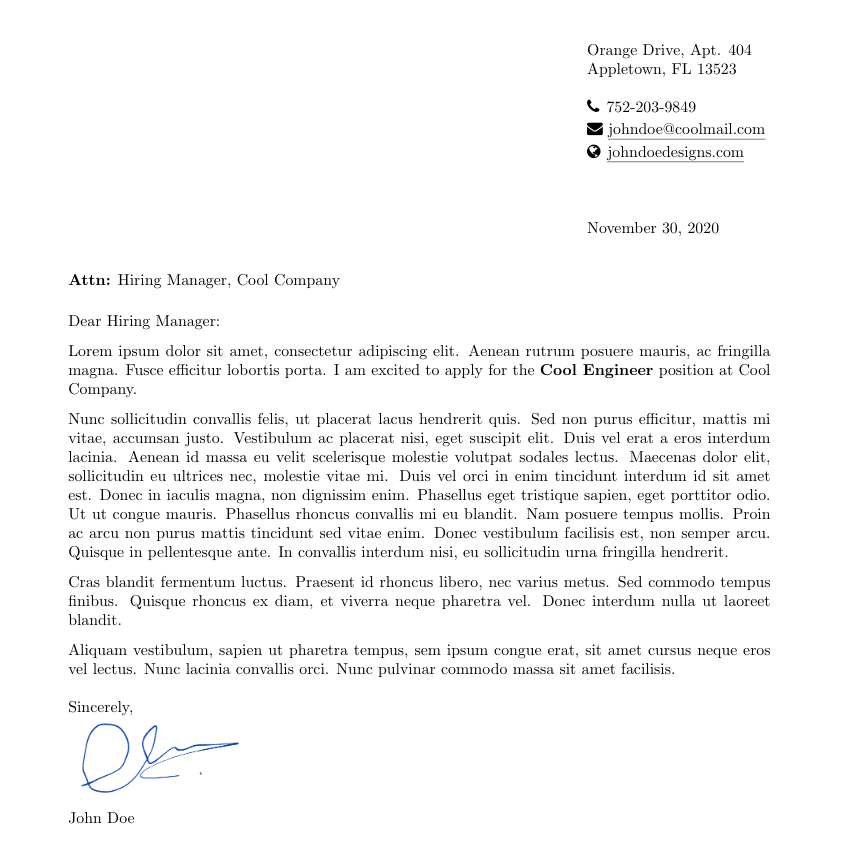 Orange Drive, Apt. 404
Appletown, FL 13523
752-203-9849
johndoe@coolmail.com
johndoedesigns.com
November 30, 2020
Attn: Hiring Manager, Cool Company
Dear Hiring Manager:
Lorem ipsum dolor sit amet, consectetur adipiscing elit. Aenean rutrum posuere mauris, ac fringilla
magna. Fusce efficitur lobortis porta. I am excited to apply for the Cool Engineer position at Cool
Company.
Nunc sollicitudin convallis felis, ut placerat lacus hendrerit quis. Sed non purus efficitur, mattis mi
vitae, accumsan justo. Vestibulum ac placerat nisi, eget suscipit elit. Duis vel erat a eros interdum
lacinia. Aenean id massa eu velit scelerisque molestie volutpat sodales lectus. Maecenas dolor elit,
sollicitudin eu ultrices nec, molestie vitae mi. Duis vel orci in enim tincidunt interdum id sit amet
est. Donec in iaculis magna, non dignissim enim. Phasellus eget tristique sapien, eget porttitor odio.
Ut ut congue mauris. Phasellus rhoncus convallis mi eu blandit. Nam posuere tempus mollis. Proin
ac arcu non purus mattis tincidunt sed vitae enim. Donec vestibulum facilisis est, non semper arcu.
Quisque in pellentesque ante. In convallis interdum nisi, eu sollicitudin urna fringilla hendrerit.
Cras blandit fermentum luctus. Praesent id rhoncus libero, nec varius metus. Sed commodo tempus
finibus. Quisque rhoncus ex diam, et viverra neque pharetra vel. Donec interdum nulla ut laoreet
blandit.
Aliquam vestibulum, sapien ut pharetra tempus, sem ipsum congue erat, sit amet cursus neque eros
vel lectus. Nunc lacinia convallis orci. Nunc pulvinar commodo massa sit amet facilisis.
Sincerely,
John Doe